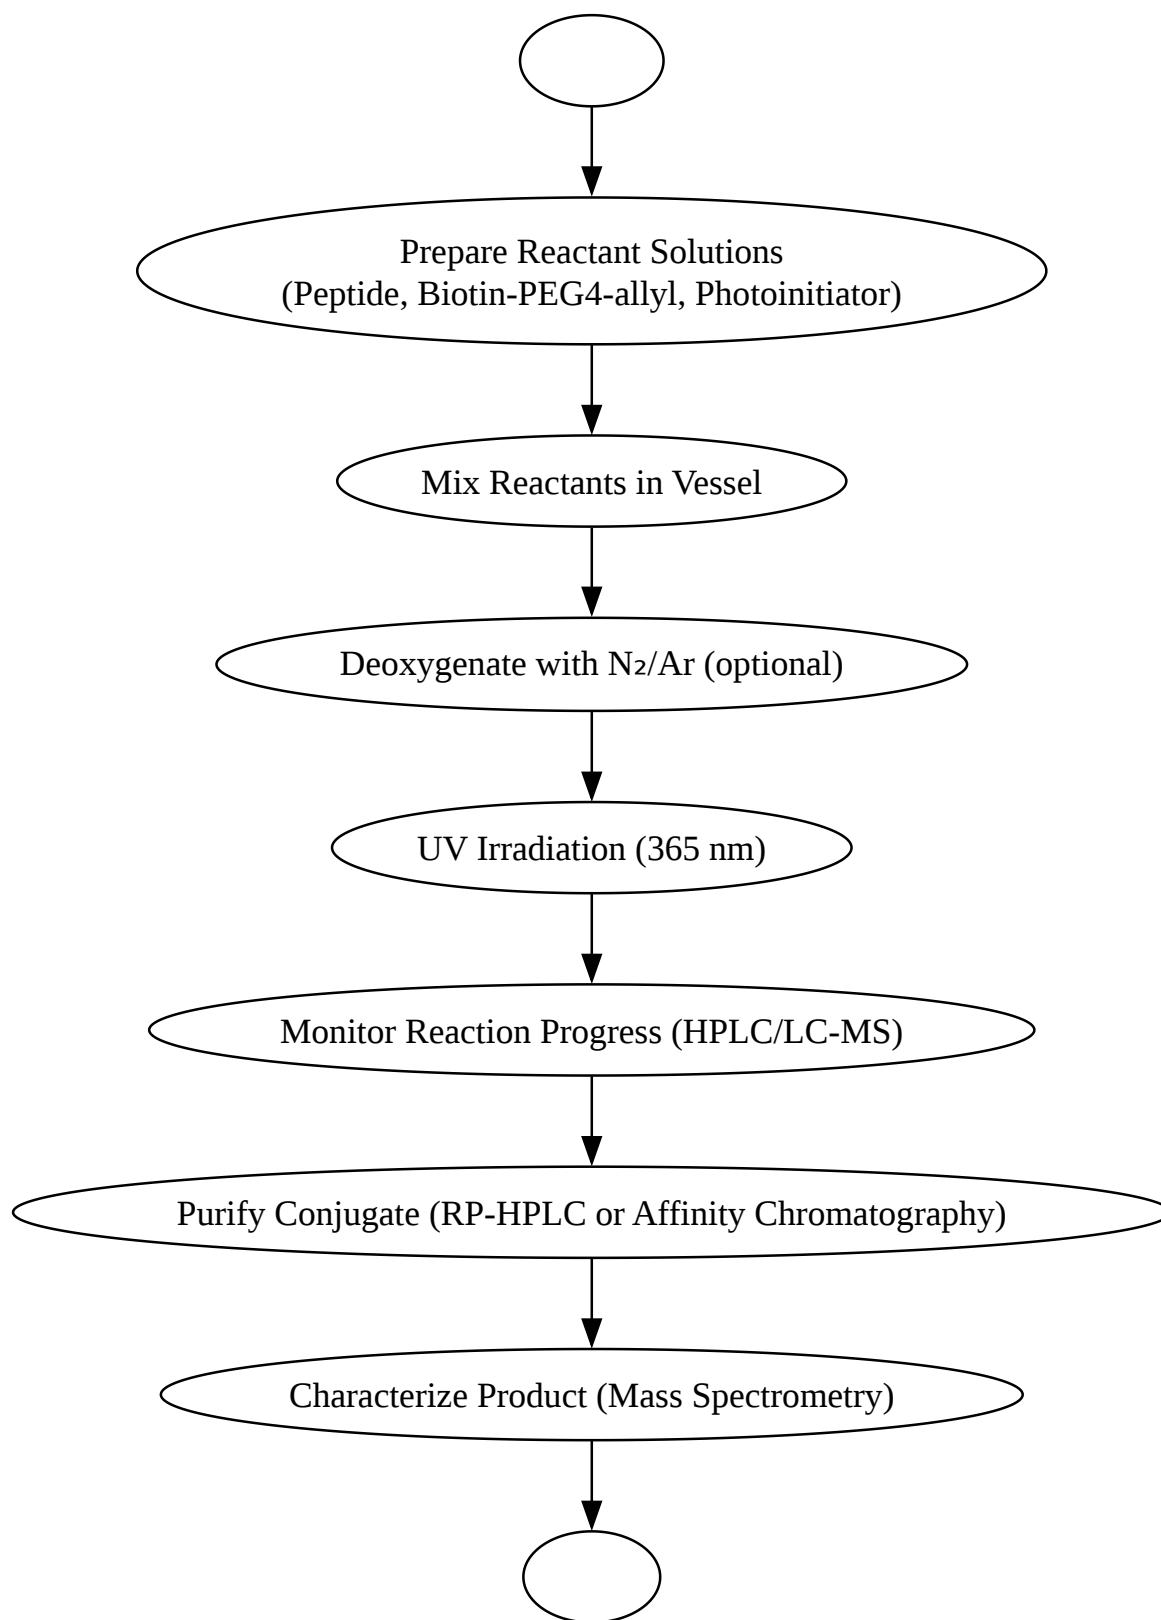 Prepare Reactant Solutions
(Peptide, Biotin-PEG4-allyl, Photoinitiator)
Mix Reactants in Vessel
Deoxygenate with N₂/Ar (optional)
UV Irradiation (365 nm)
Monitor Reaction Progress (HPLC/LC-MS)
Purify Conjugate (RP-HPLC or Affinity Chromatography)
Characterize Product (Mass Spectrometry)